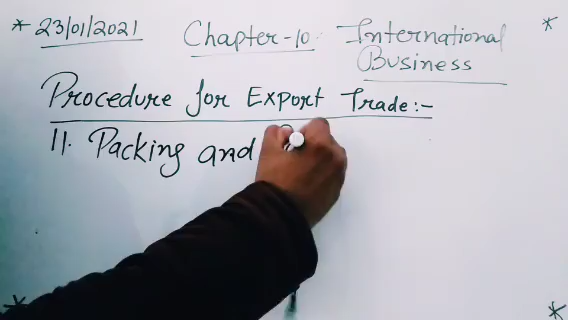 * 23/01/2021 Chapter-10 International *
Business
Procedure for Export Trade:-
11. Packing and
* *